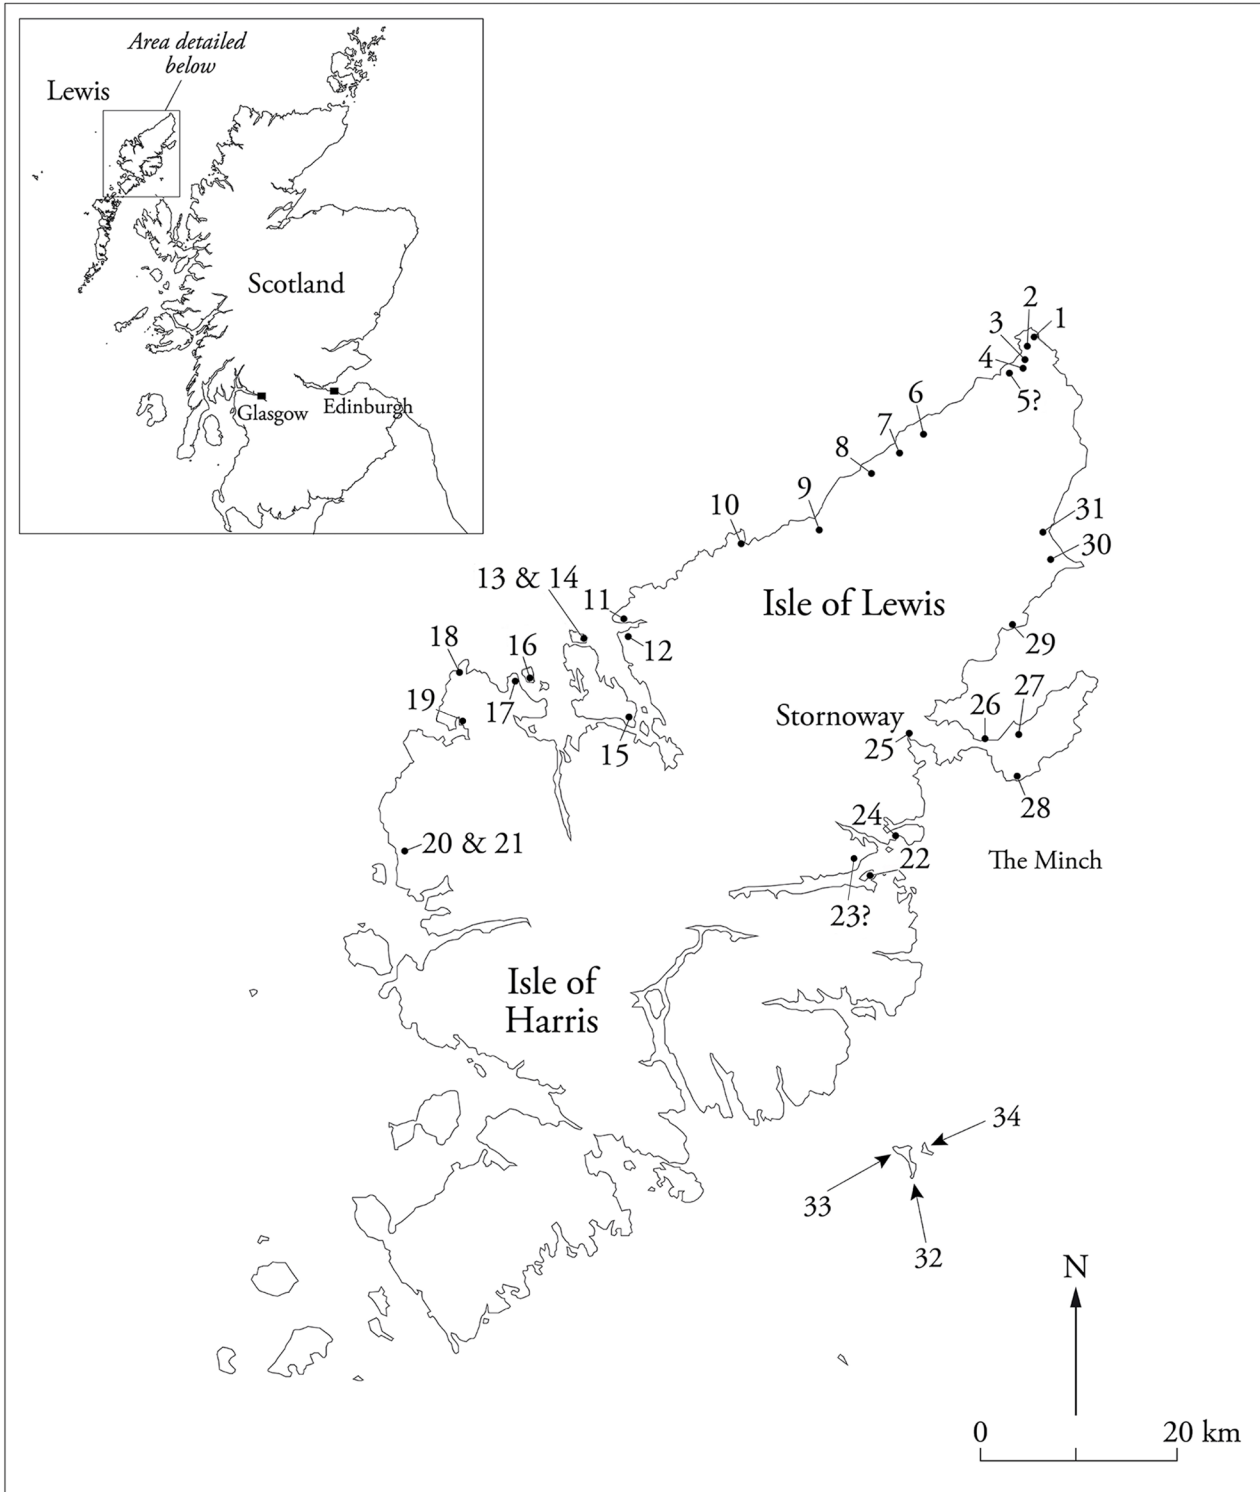 Area detailed
below
Lewis
Scotland
Glasgow
Edinburgh
2
1
3
4
5?
6
7
8
9
10
31
30
13 & 14
11
Isle of Lewis
12
29
18
16
19
17
15
Stornoway
25
26
27
28
24
20 & 21
22
The Minch
23?
Isle of
Harris
34
33
32
N
0
20 km